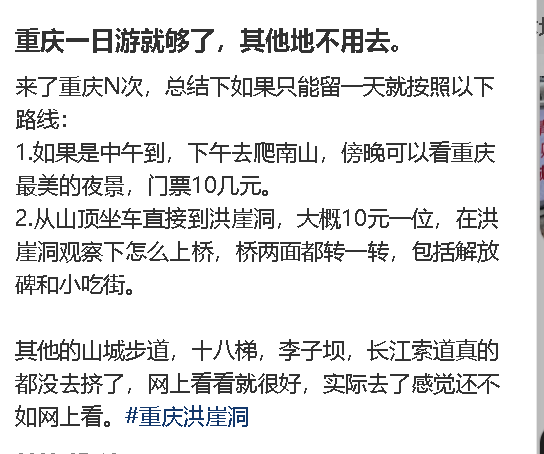 重庆一日游就够了，其他地不用去。
来了重庆N次，总结下如果只能留一天就按照以下
路线：
1.如果是中午到，下午去爬南山，傍晚可以看重庆
最美的夜景，门票10几元。
2.从山顶坐车直接到洪崖洞，大概10元一位，在洪
崖洞观察下怎么上桥，桥两面都转一转，包括解放
碑和小吃街。
其他的山城步道，十八梯，李子坝，长江索道真的
都没去挤了，网上看看就很好，实际去了感觉还不
如网上看。#重庆洪崖洞